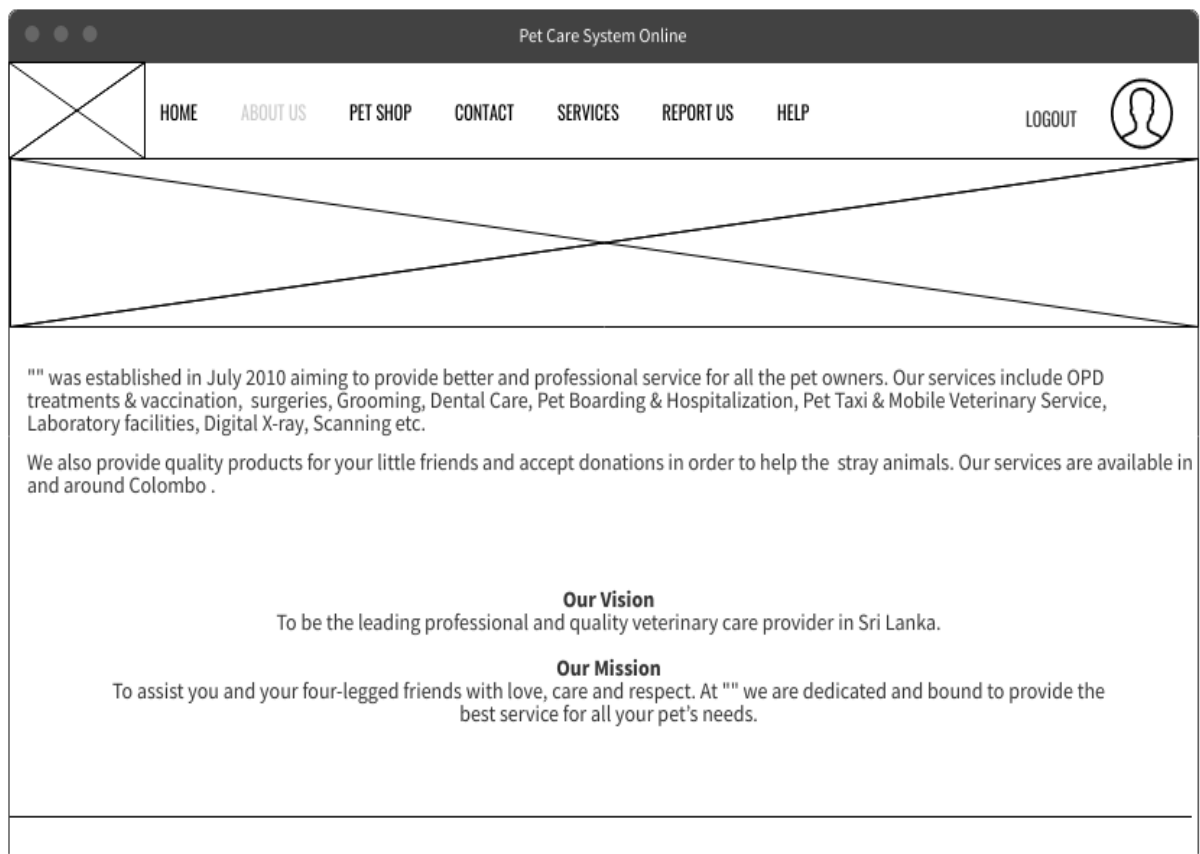 Pet Care System Online
HOME ABOUT US PET SHOP CONTACT SERVICES REPORT US HELP LOGOUT
"" was established in July 2010 aiming to provide better and professional service for all the pet owners. Our services include OPD
treatments & vaccination,  surgeries, Grooming, Dental Care, Pet Boarding & Hospitalization, Pet Taxi & Mobile Veterinary Service,
Laboratory facilities, Digital X-ray, Scanning etc.
We also provide quality products for your little friends and accept donations in order to help the  stray animals. Our services are available in
and around Colombo .
Our Vision
To be the leading professional and quality veterinary care provider in Sri Lanka.
Our Mission
To assist you and your four-legged friends with love, care and respect. At "" we are dedicated and bound to provide the
best service for all your pet’s needs.